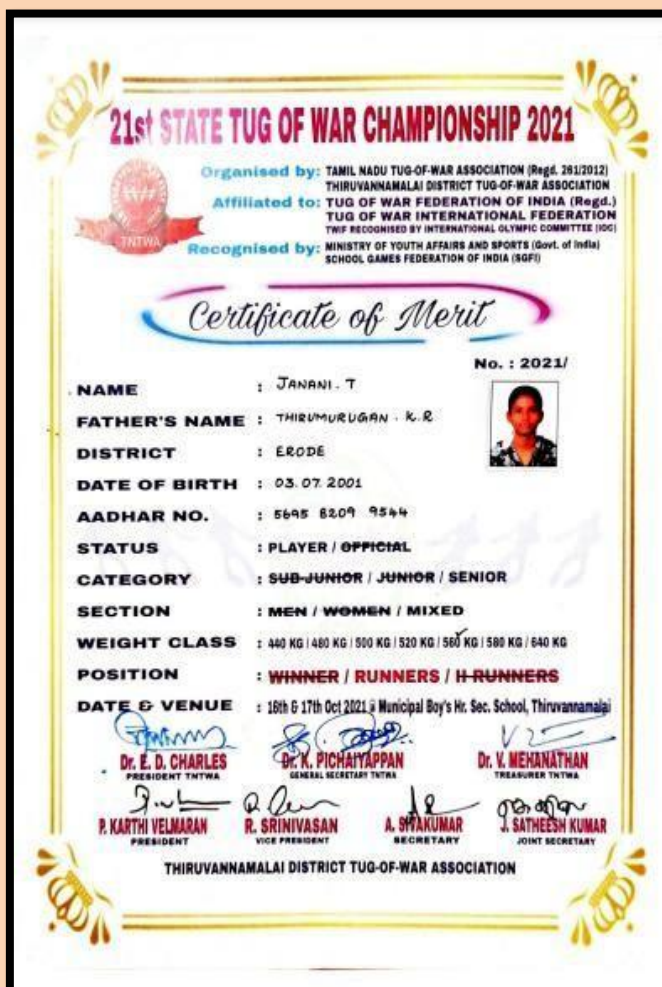 21st STATE TUG OF WAR CHAMPIONSHIP 2021
Organised by: TAMIL NADU TUG-OF-WAR ASSOCIATION (Regd. 261/2012)
THIRUVANNAMALAI DISTRICT TUG-OF-WAR ASSOCIATION
Affiliated to: TUG OF WAR FEDERATION OF INDIA (Regd.)
TUG OF WAR INTERNATIONAL FEDERATION
TWIF RECOGNISED BY INTERNATIONAL OLYMPIC COMMITTEE (IOC)
TNTWA
Recognised by: MINISTRY OF YOUTH AFFAIRS AND SPORTS (Govt. of India)
SCHOOL GAMES FEDERATION OF INDIA (SGFI)
Certificate of Merit
No. : 2021/
NAME : JANANI . T
FATHER'S NAME : THIRUMURUGAN . K.R
DISTRICT : ERODE
DATE OF BIRTH : 03.07.2001
AADHAR NO. : 5695 8209 9544
STATUS : PLAYER / OFFICIAL
CATEGORY : SUB-JUNIOR / JUNIOR / SENIOR
SECTION : MEN / WOMEN / MIXED
WEIGHT CLASS : 440 KG / 480 KG / 500 KG / 520 KG / 560 KG / 580 KG / 640 KG
POSITION : WINNER / RUNNERS / II RUNNERS
DATE & VENUE : 16th & 17th Oct 2021 @ Municipal Boy's Hr. Sec. School, Thiruvannamalai
Dr. E. D. CHARLES Dr. K. PICHAIYAPPAN Dr. V. MEHANATHAN
PRESIDENT TNTWA GENERAL SECRETARY TNTWA TREASURER TNTWA
P. KARTHI VELMARAN R. SRINIVASAN A. SIVAKUMAR J. SATHEESH KUMAR
PRESIDENT VICE PRESIDENT SECRETARY JOINT SECRETARY
THIRUVANNAMALAI DISTRICT TUG-OF-WAR ASSOCIATION